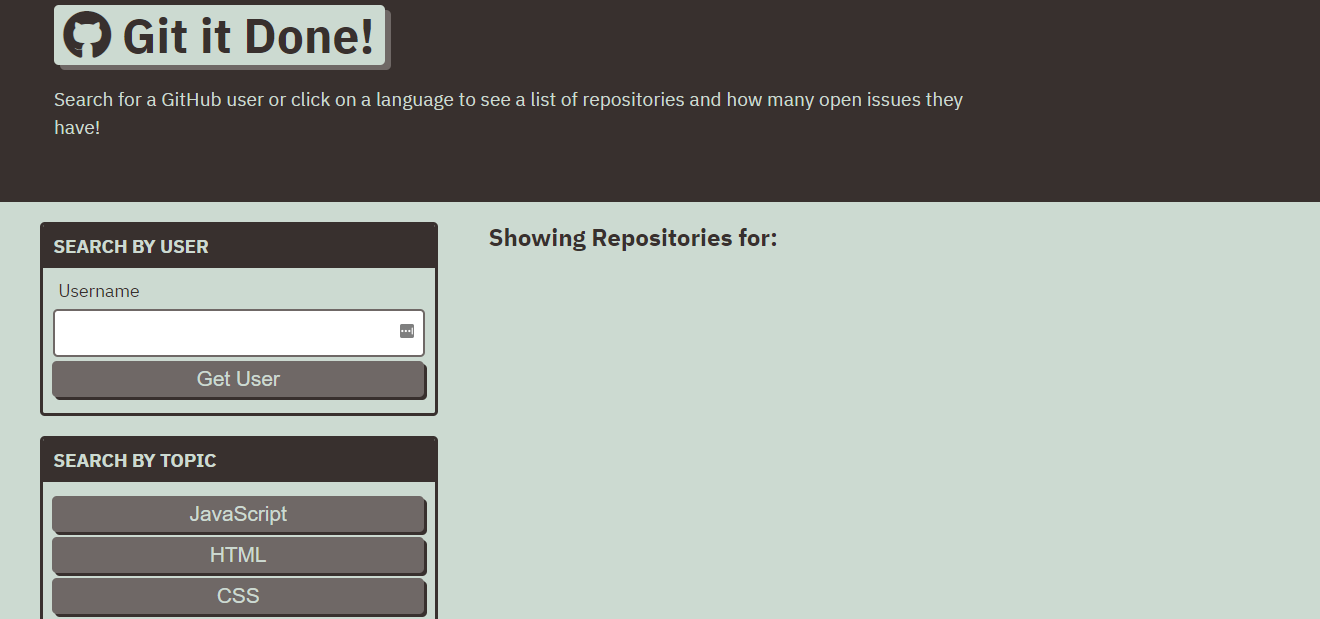 Git it Done!
Search for a GitHub user or click on a language to see a list of repositories and how many open issues they
have!
SEARCH BY USER
Username
Get User
Showing Repositories for:
SEARCH BY TOPIC
JavaScript
HTML
CSS